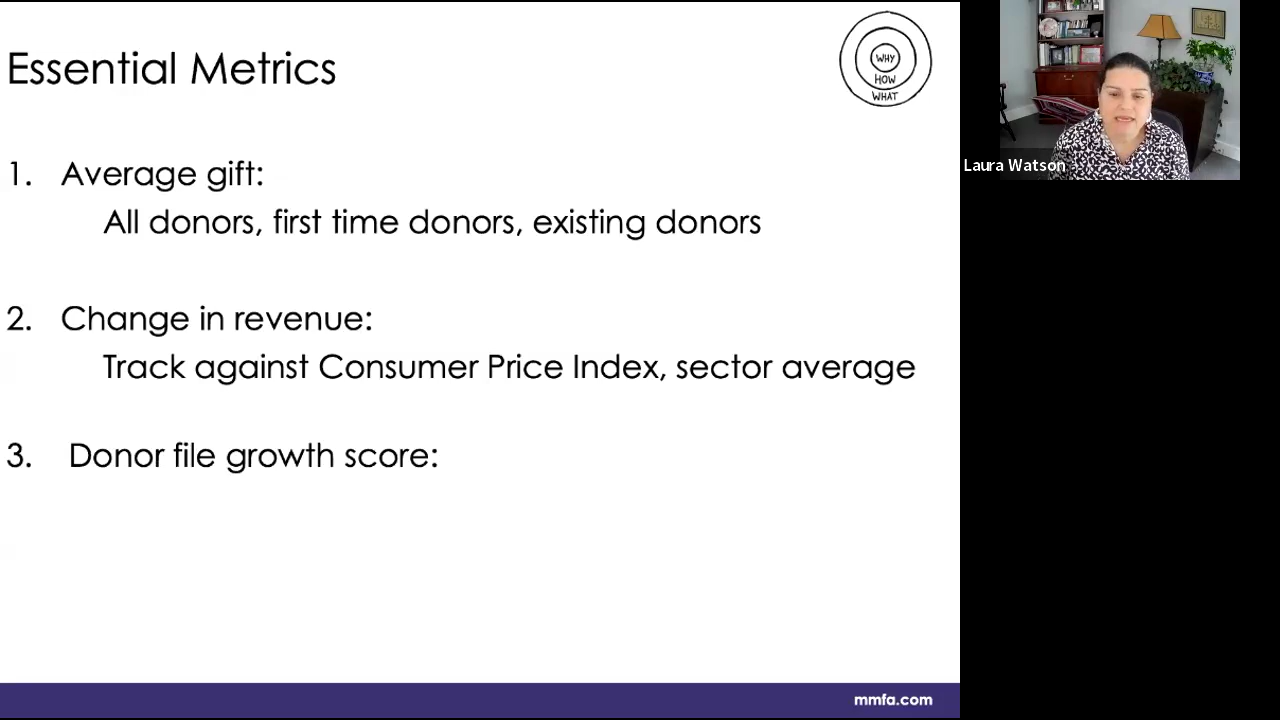 Essential Metrics
WHY
HOW
WHAT
1. Average gift:
All donors, first time donors, existing donors
2. Change in revenue:
Track against Consumer Price Index, sector average
3. Donor file growth score:
mmfa.com
Laura Watson